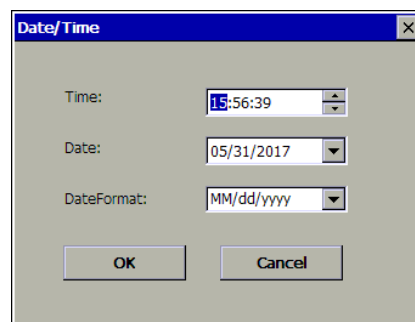 Date/Time
Time: 15:56:39
Date: 05/31/2017
DateFormat: MM/dd/yyyy
OK Cancel